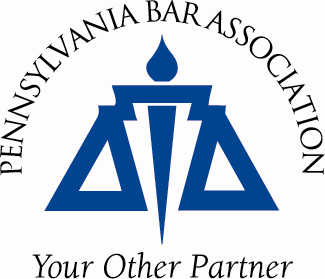 PENNSYLVANIA BAR ASSOCIATION
Your Other Partner